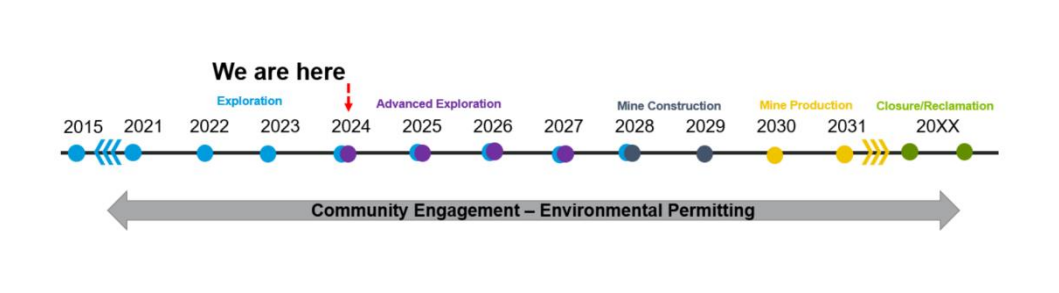 We are here
Exploration
Advanced Exploration
Mine Construction
Mine Production
Closure/Reclamation
2015 2021 2022 2023 2024 2025 2026 2027 2028 2029 2030 2031 20XX
Community Engagement – Environmental Permitting